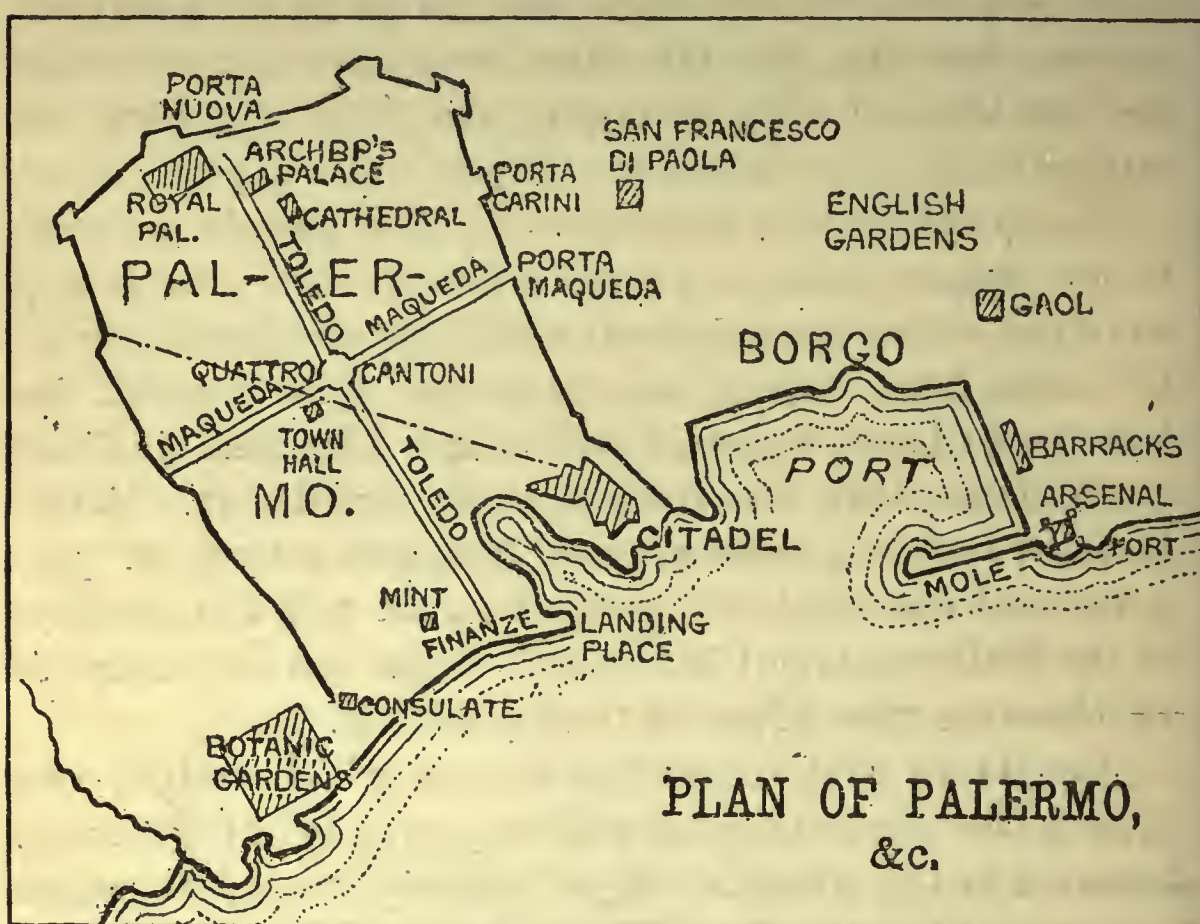 PORTA
NUOVA
ARCHBP'S
PALACE
ROYAL
PAL.
CATHEDRAL
PORTA
CARINI
SAN FRANCESCO
DI PAOLA
ENGLISH
GARDENS
PAL-ER-
MO.
TOLEDO
MAQUEDA
PORTA
MAQUEDA
GAOL
BORGO
QUATTRO CANTONI
MAQUEDA
TOWN
HALL
TOLEDO
PORT
BARRACKS
ARSENAL
FORT
MOLE
CITADEL
MINT
FINANZE
LANDING
PLACE
CONSULATE
BOTANIC
GARDENS
PLAN OF PALERMO,
&c.